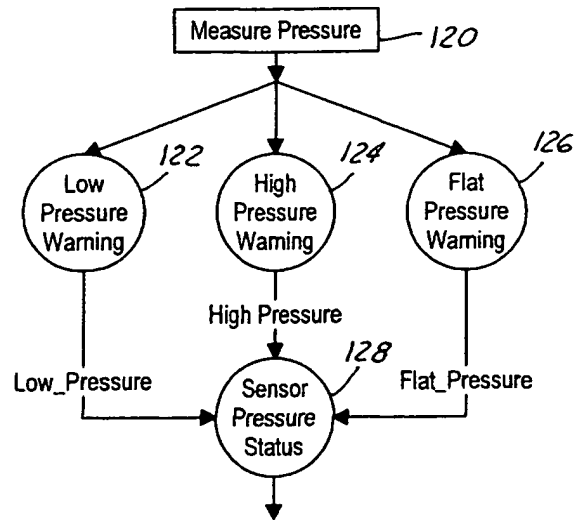 Measure Pressure
120
122
124
126
Low
Pressure
Warning
High
Pressure
Warning
Flat
Pressure
Warning
High Pressure
128
Low_Pressure
Flat_Pressure
Sensor
Pressure
Status